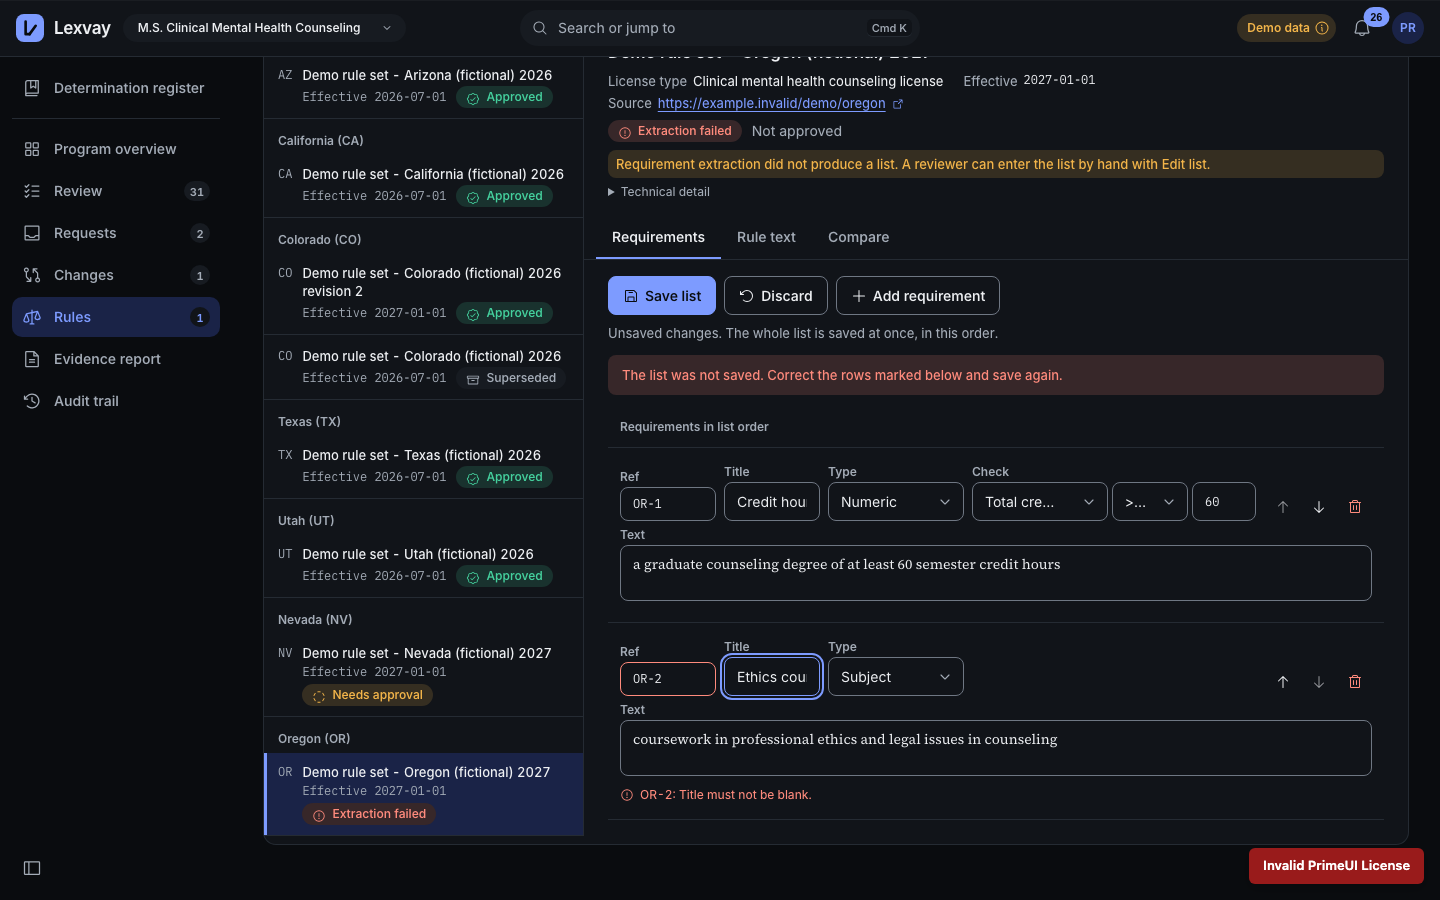 Lexvay
M.S. Clinical Mental Health Counseling
Search or jump to
Cmd K
Demo data
26
PR
Determination register
Program overview
Review 31
Requests 2
Changes 1
Rules 1
Evidence report
Audit trail
AZ Demo rule set - Arizona (fictional) 2026
Effective 2026-07-01 Approved
California (CA)
CA Demo rule set - California (fictional) 2026
Effective 2026-07-01 Approved
Colorado (CO)
CO Demo rule set - Colorado (fictional) 2026
revision 2
Effective 2027-01-01 Approved
CO Demo rule set - Colorado (fictional) 2026
Effective 2026-07-01 Superseded
Texas (TX)
TX Demo rule set - Texas (fictional) 2026
Effective 2026-07-01 Approved
Utah (UT)
UT Demo rule set - Utah (fictional) 2026
Effective 2026-07-01 Approved
Nevada (NV)
NV Demo rule set - Nevada (fictional) 2027
Effective 2027-01-01
Needs approval
Oregon (OR)
OR Demo rule set - Oregon (fictional) 2027
Effective 2027-01-01
Extraction failed
Demo rule set - Oregon (fictional) 2027
License type Clinical mental health counseling license Effective 2027-01-01
Source https://example.invalid/demo/oregon
Extraction failed Not approved
Requirement extraction did not produce a list. A reviewer can enter the list by hand with Edit list.
Technical detail
Requirements Rule text Compare
Save list Discard Add requirement
Unsaved changes. The whole list is saved at once, in this order.
The list was not saved. Correct the rows marked below and save again.
Requirements in list order
Ref Title Type Check
OR-1 Credit hou Numeric Total cre... >... 60
Text
a graduate counseling degree of at least 60 semester credit hours
Ref Title Type
OR-2 Ethics cou Subject
Text
coursework in professional ethics and legal issues in counseling
OR-2: Title must not be blank.
Invalid PrimeUI License